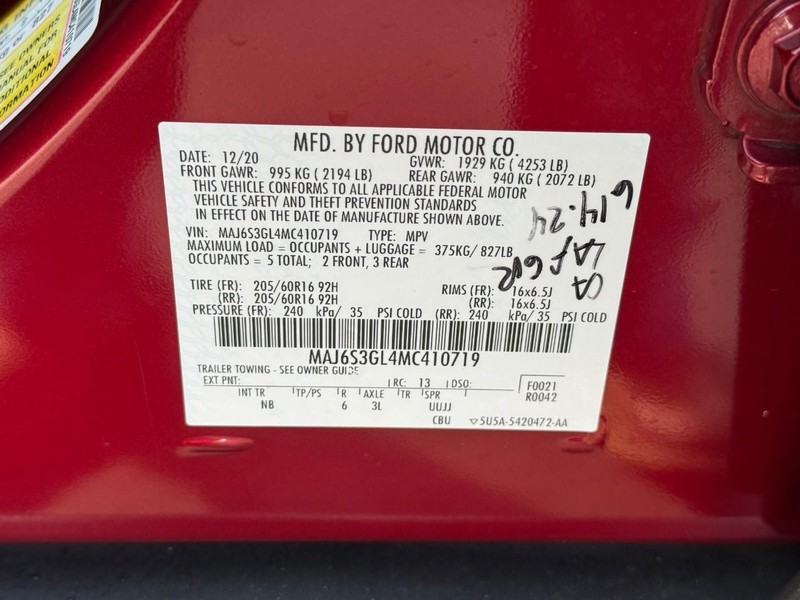 OWNERS
MANUAL FOR
ADDITIONAL
INFORMATION
MFD. BY FORD MOTOR CO.
DATE: 12/20 GVWR: 1929 KG ( 4253 LB)
FRONT GAWR: 995 KG ( 2194 LB) REAR GAWR: 940 KG ( 2072 LB)
THIS VEHICLE CONFORMS TO ALL APPLICABLE FEDERAL MOTOR
VEHICLE SAFETY AND THEFT PREVENTION STANDARDS
IN EFFECT ON THE DATE OF MANUFACTURE SHOWN ABOVE.
VIN: MAJ6S3GL4MC410719 TYPE: MPV
MAXIMUM LOAD = OCCUPANTS + LUGGAGE = 375KG/ 827LB
OCCUPANTS = 5 TOTAL; 2 FRONT, 3 REAR
TIRE (FR): 205/60R16 92H RIMS (FR): 16x6.5J
(RR): 205/60R16 92H (RR): 16x6.5J
PRESSURE (FR): 240 kPa/ 35 PSI COLD (RR): 240 kPa/ 35 PSI COLD
MAJ6S3GL4MC410719
TRAILER TOWING - SEE OWNER GUIDE
EXT PNT: RC: 13 DSO: F0021
R0042
INT TR TP/PS R AXLE TR SPR
NB 6 3L UUJJ
CBU 5U5A-5420472-AA
6 14.24